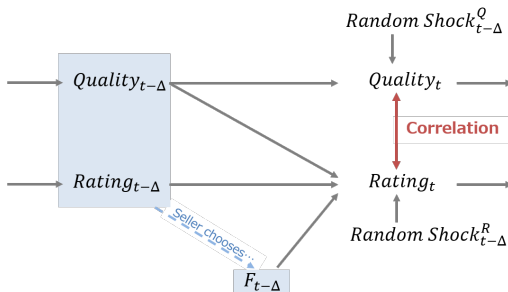 Random Shock^Q_{t−Δ}
Quality_{t−Δ}
Quality_t
Correlation
Rating_{t−Δ}
Rating_t
Seller chooses…
Random Shock^R_{t−Δ}
F_{t−Δ}